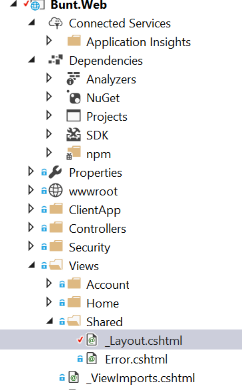 Bunt.Web
Connected Services
Application Insights
Dependencies
Analyzers
NuGet
Projects
SDK
npm
Properties
wwwroot
ClientApp
Controllers
Security
Views
Account
Home
Shared
_Layout.cshtml
Error.cshtml
_ViewImports.cshtml